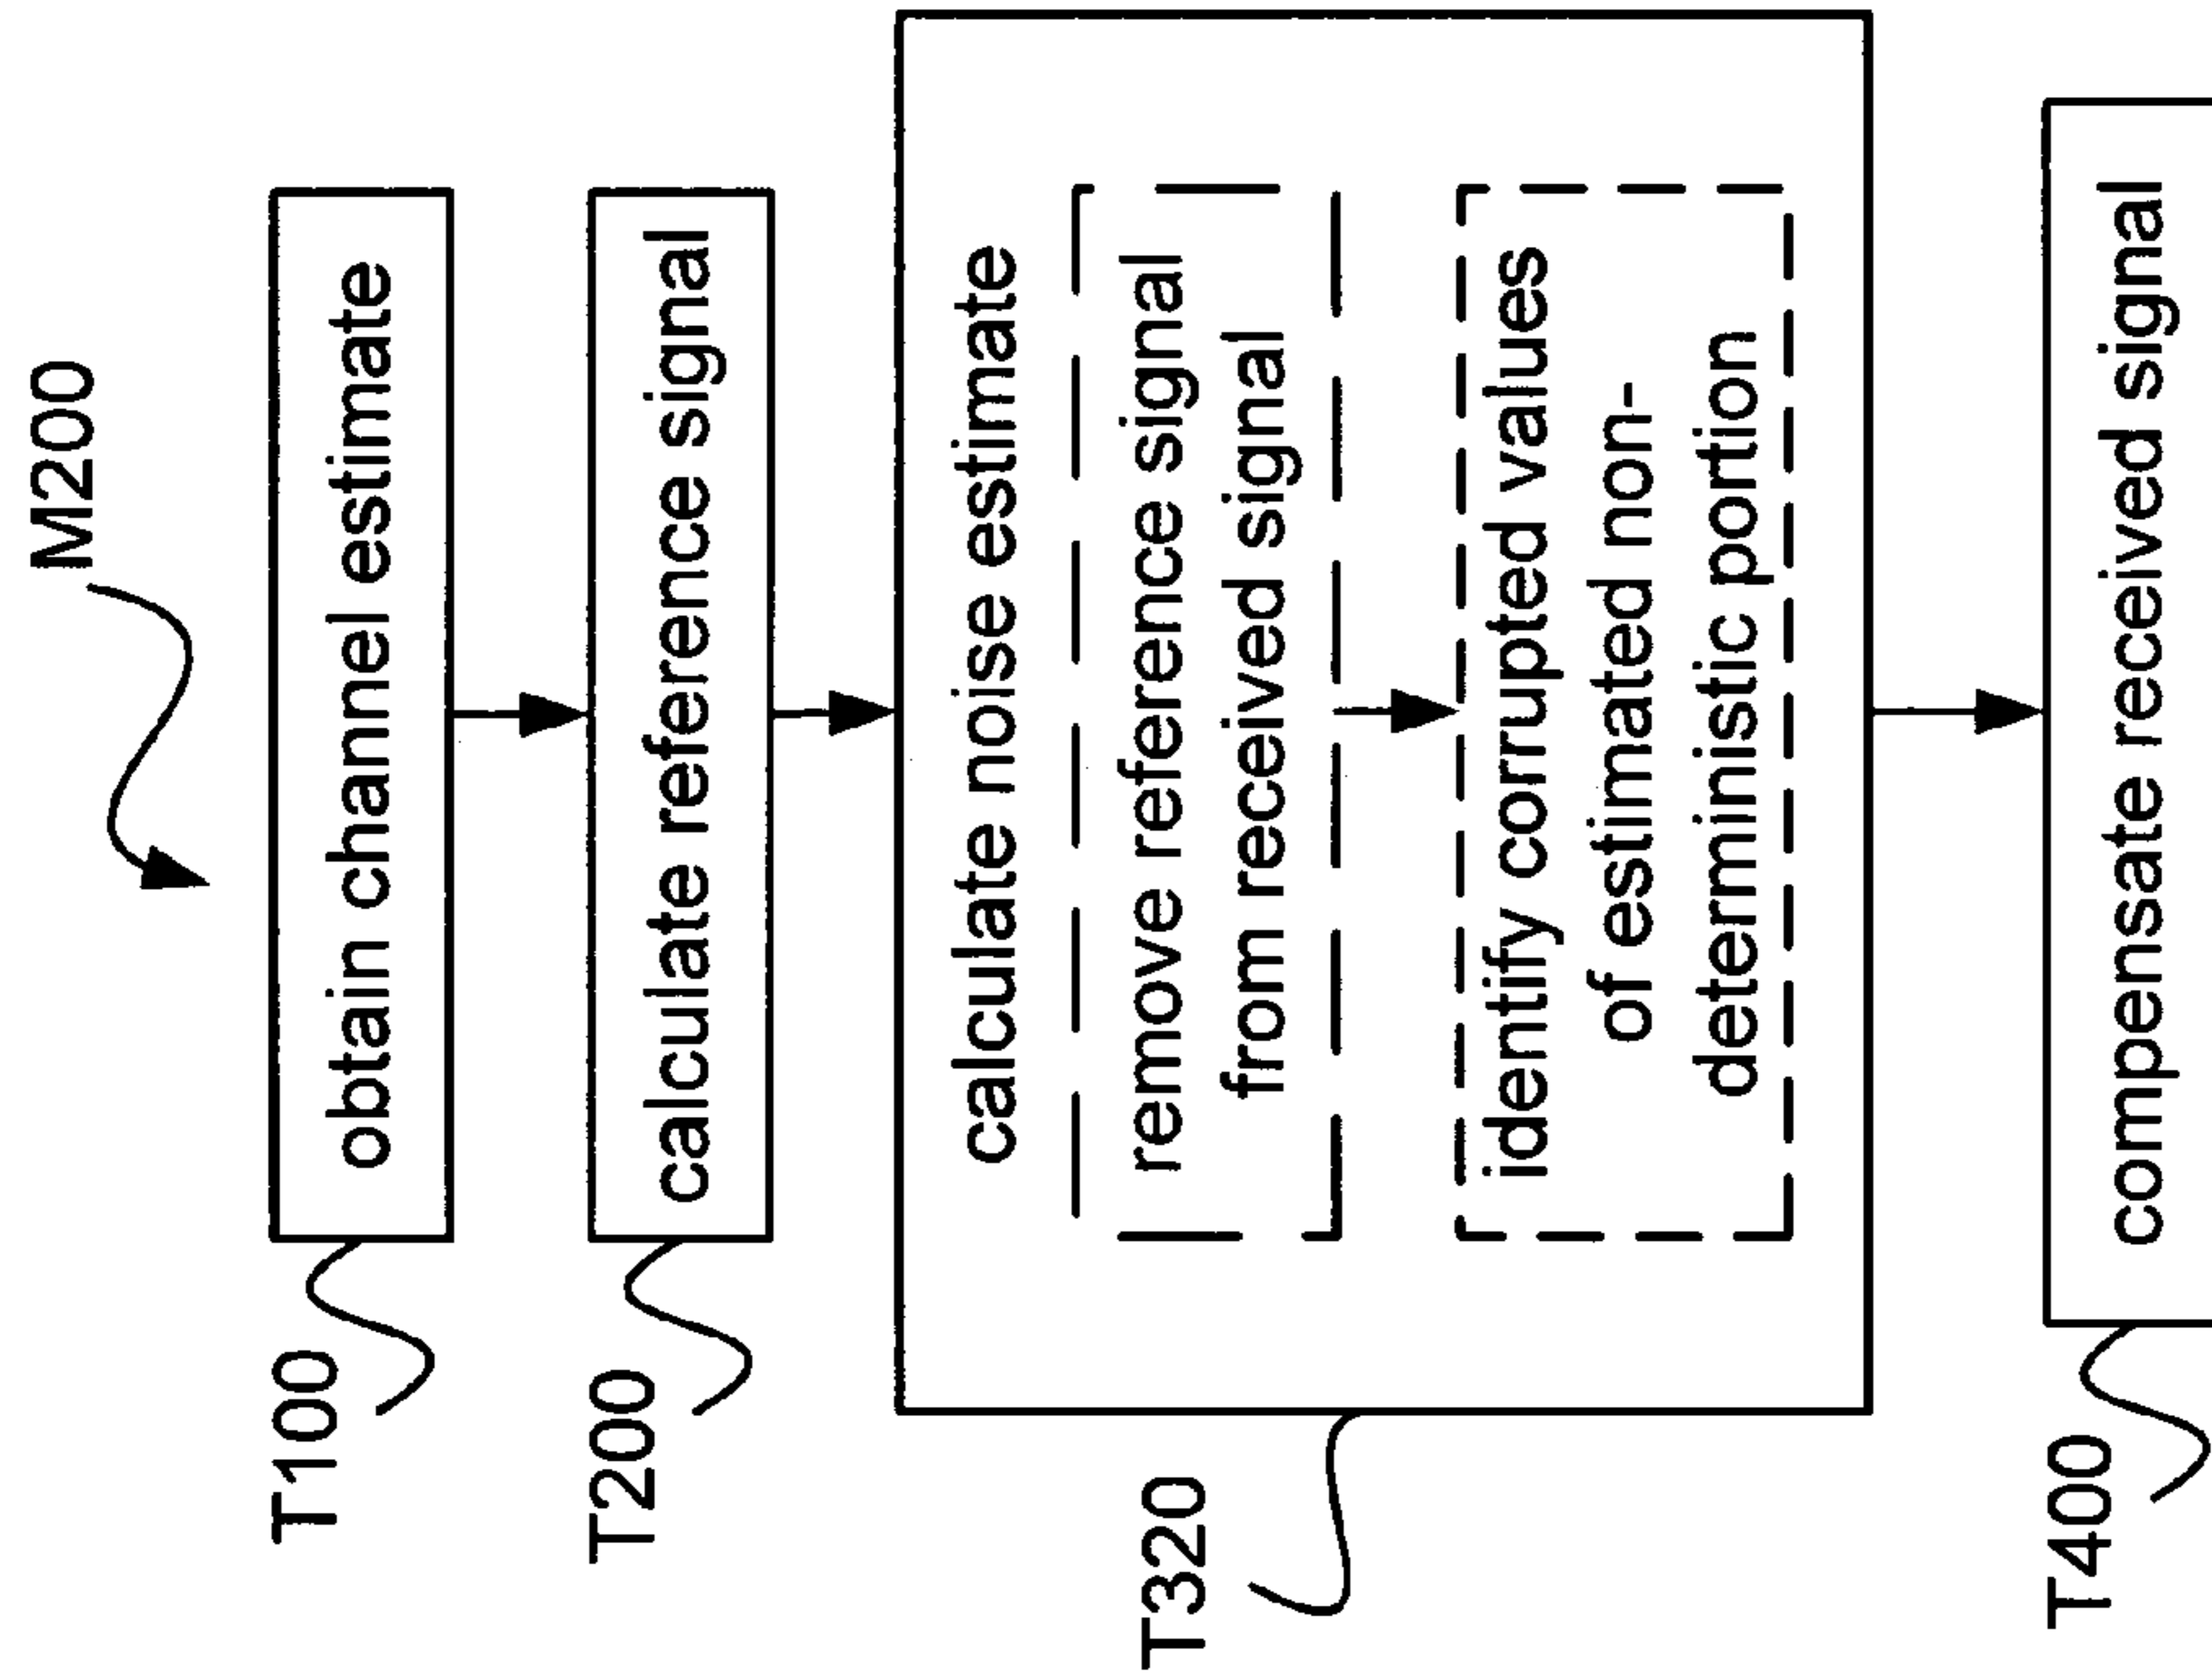 M200
T100
obtain channel estimate
T200
calculate reference signal
T320
calculate noise estimate
remove reference signal
from received signal
identify corrupted values
of estimated non-
deterministic portion
T400
compensate received signal